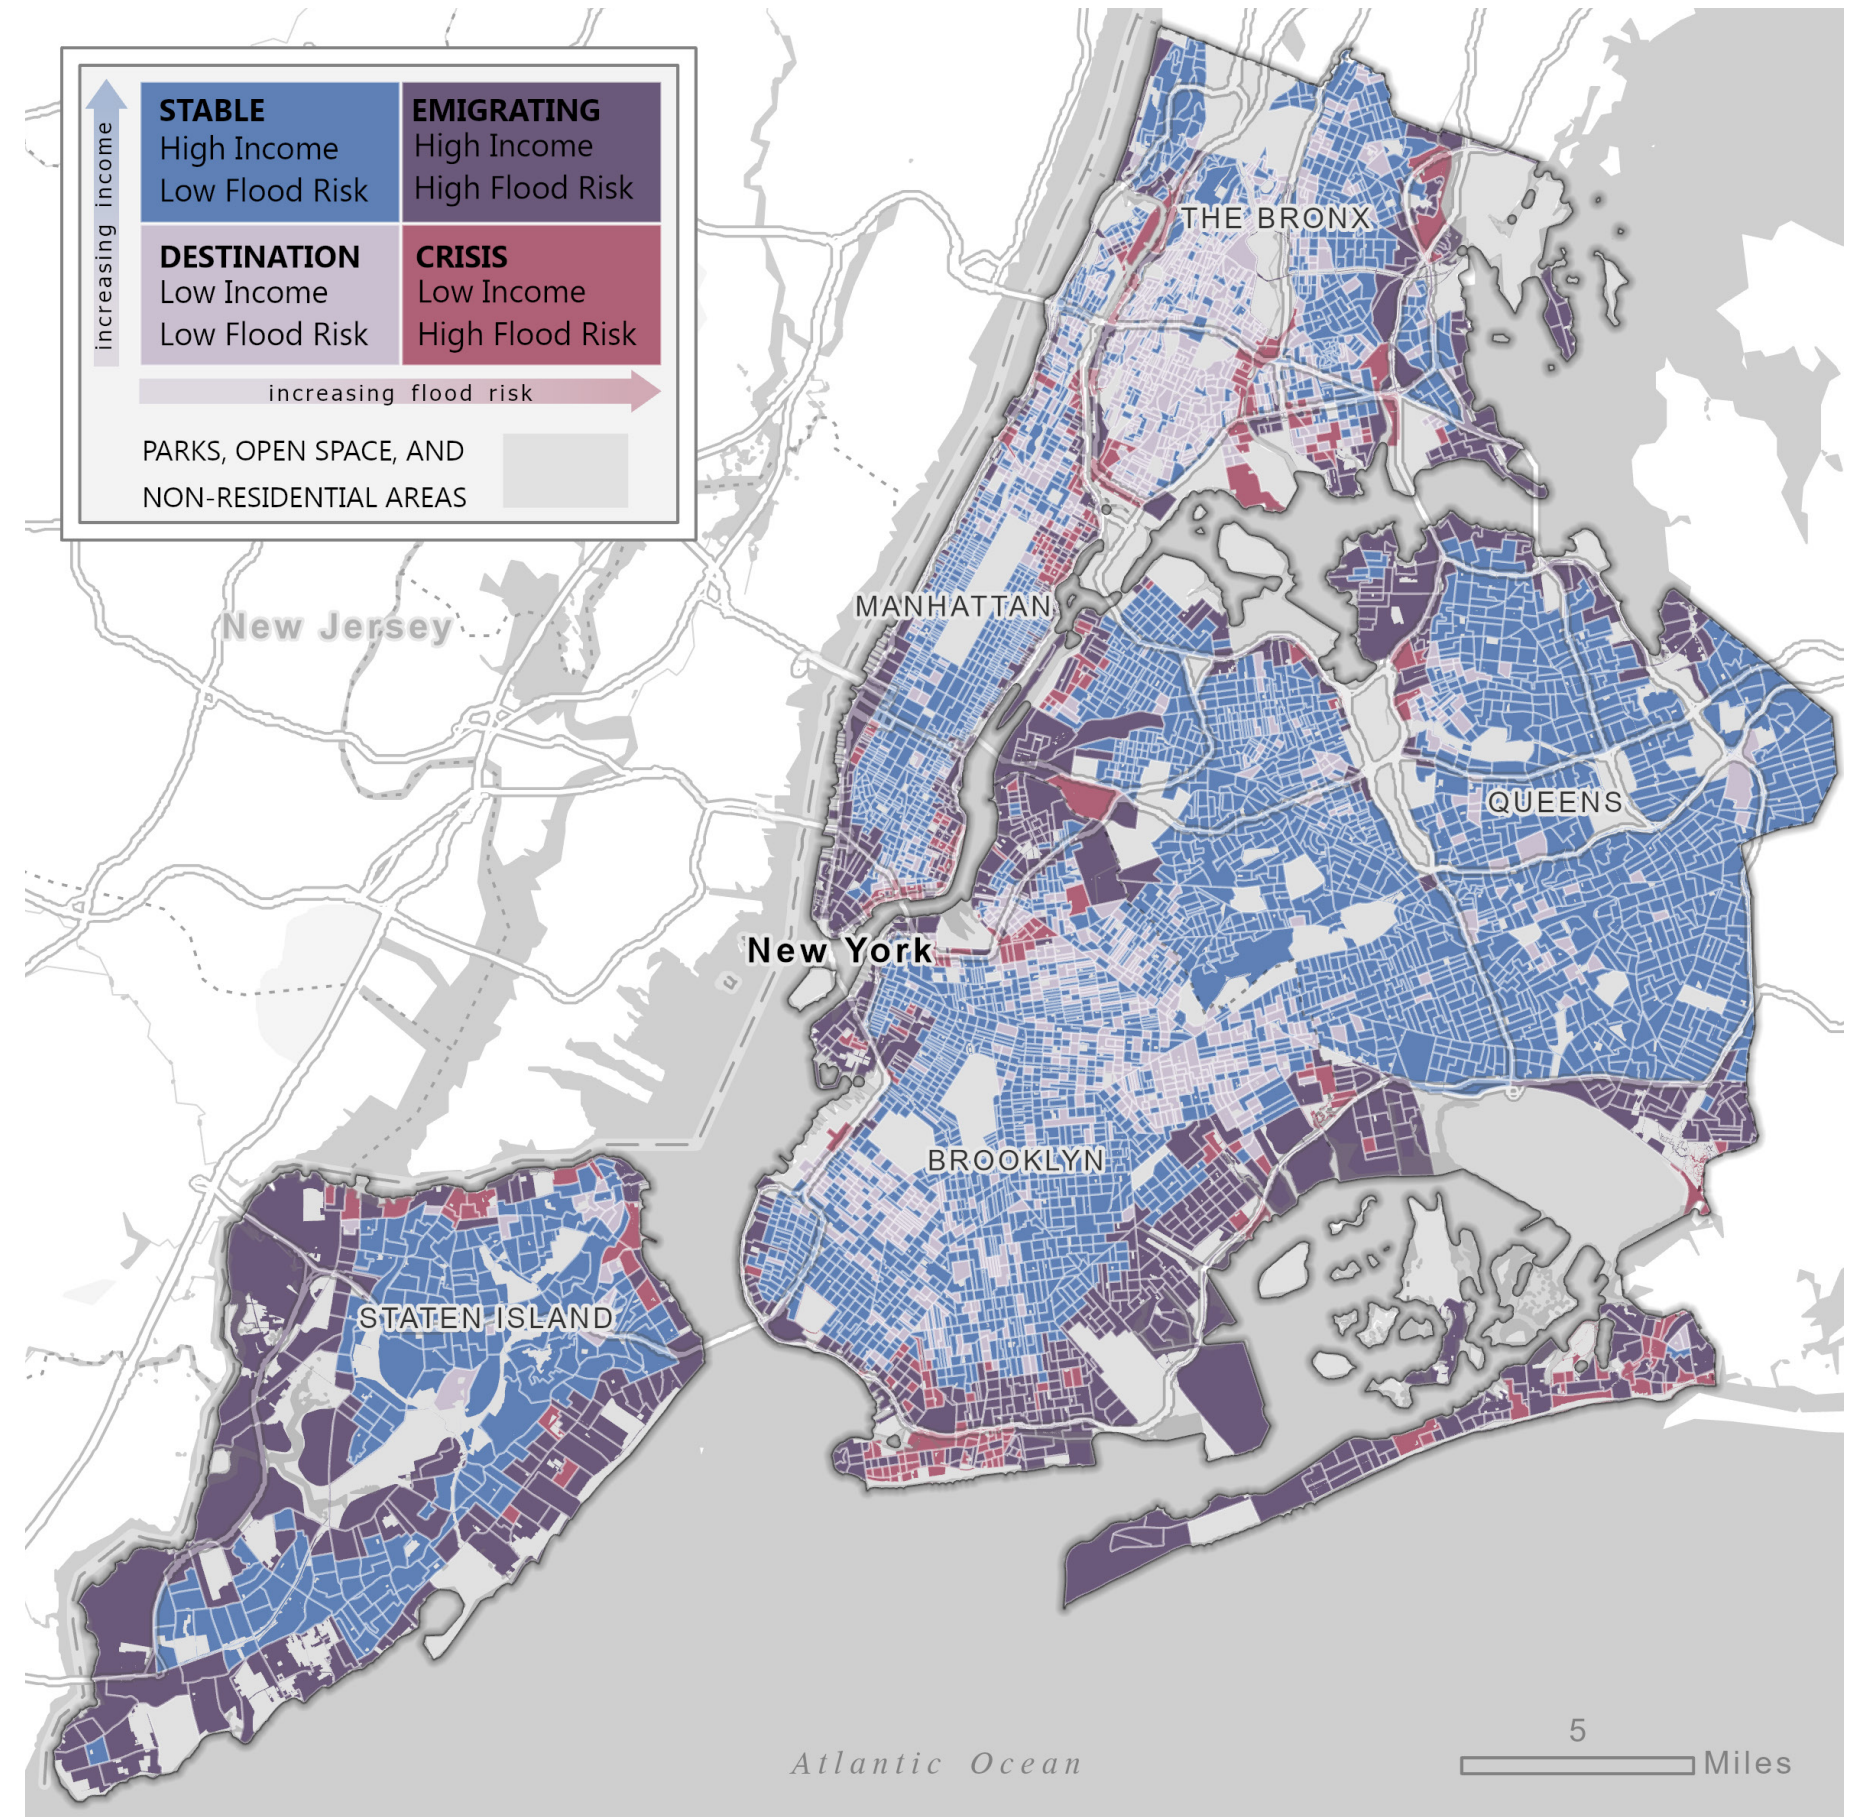 STABLE
High Income
Low Flood Risk
EMIGRATING
High Income
High Flood Risk
DESTINATION
Low Income
Low Flood Risk
CRISIS
Low Income
High Flood Risk
increasing income
increasing flood risk
PARKS, OPEN SPACE, AND
NON-RESIDENTIAL AREAS
THE BRONX
MANHATTAN
New Jersey
QUEENS
New York
BROOKLYN
STATEN ISLAND
Atlantic Ocean
5
Miles